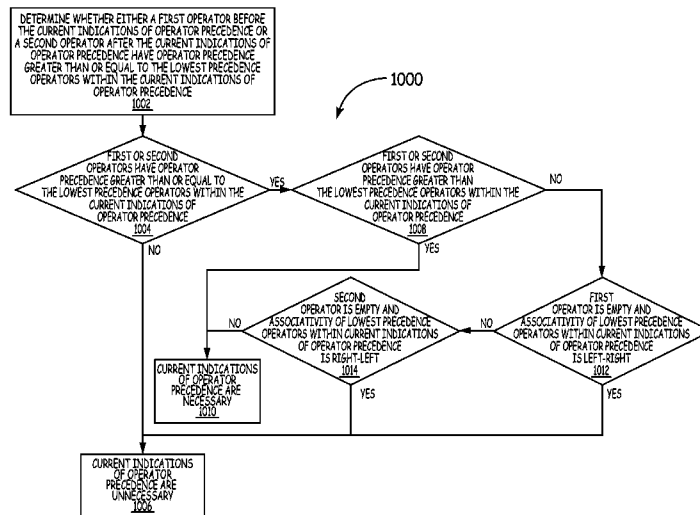 DETERMINE WHETHER EITHER A FIRST OPERATOR BEFORE
THE CURRENT INDICATIONS OF OPERATOR PRECEDENCE OR
A SECOND OPERATOR AFTER THE CURRENT INDICATIONS OF
OPERATOR PRECEDENCE HAVE OPERATOR PRECEDENCE
GREATER THAN OR EQUAL TO THE LOWEST PRECEDENCE
OPERATORS WITHIN THE CURRENT INDICATIONS OF
OPERATOR PRECEDENCE
1002
1000
FIRST OR SECOND
OPERATORS HAVE OPERATOR
PRECEDENCE GREATER THAN OR EQUAL TO
THE LOWEST PRECEDENCE OPERATORS WITHIN THE
CURRENT INDICATIONS OF
OPERATOR PRECEDENCE
1004
YES
NO
FIRST OR SECOND
OPERATORS HAVE OPERATOR
PRECEDENCE GREATER THAN
THE LOWEST PRECEDENCE OPERATORS WITHIN THE
CURRENT INDICATIONS OF
OPERATOR PRECEDENCE
1008
NO
YES
FIRST
OPERATOR IS EMPTY AND
ASSOCIATIVITY OF LOWEST PRECEDENCE
OPERATORS WITHIN CURRENT INDICATIONS
OF OPERATOR PRECEDENCE
IS LEFT-RIGHT
1012
NO
YES
SECOND
OPERATOR IS EMPTY AND
ASSOCIATIVITY OF LOWEST PRECEDENCE
OPERATORS WITHIN CURRENT INDICATIONS
OF OPERATOR PRECEDENCE
IS RIGHT-LEFT
1014
NO
YES
CURRENT INDICATIONS
OF OPERATOR
PRECEDENCE ARE
NECESSARY
1010
CURRENT INDICATIONS
OF OPERATOR
PRECEDENCE ARE
UNNECESSARY
1006